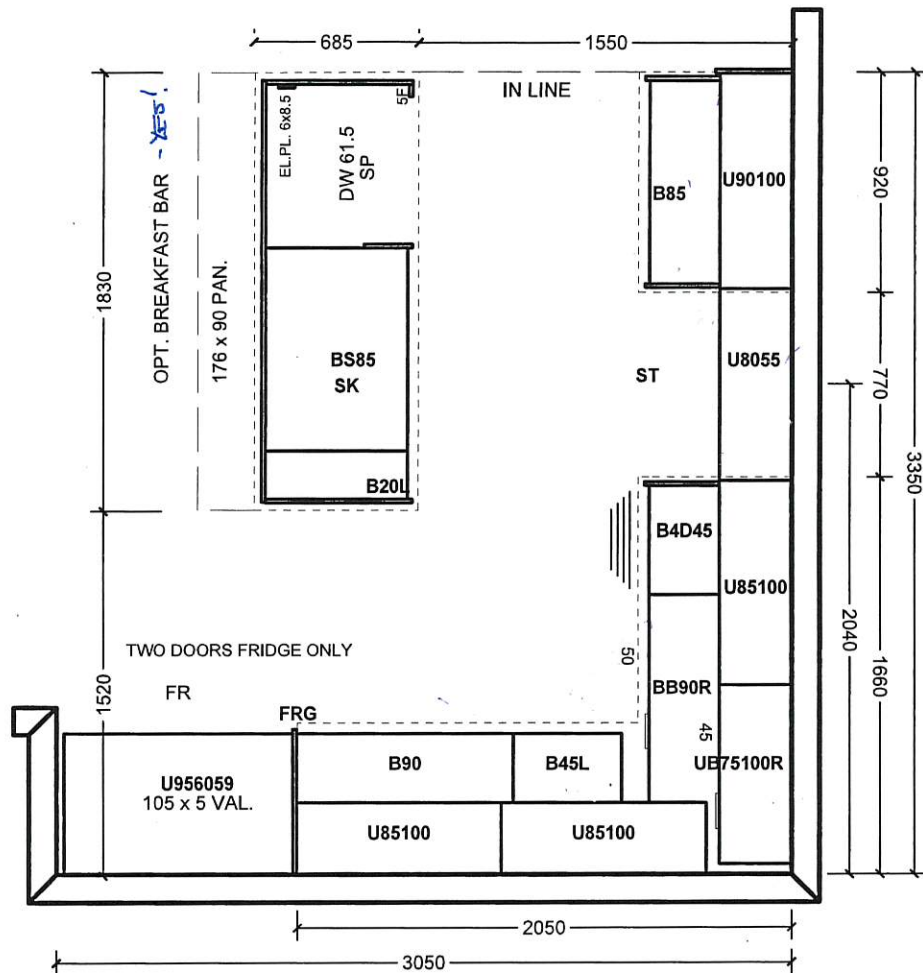 685
1550
IN LINE
OPT. BREAKFAST BAR - YES!
176 x 90 PAN.
1830
1520
EL.PL. 6x8.5
5F
DW 61.5
SP
BS85
SK
B20L
B85
U90100
U8055
ST
B4D45
U85100
BB90R
50
45
UB75100R
920
770
1660
2040
3350
TWO DOORS FRIDGE ONLY
FR
FRG
U956059
105 x 5 VAL.
B90
B45L
U85100
U85100
2050
3050